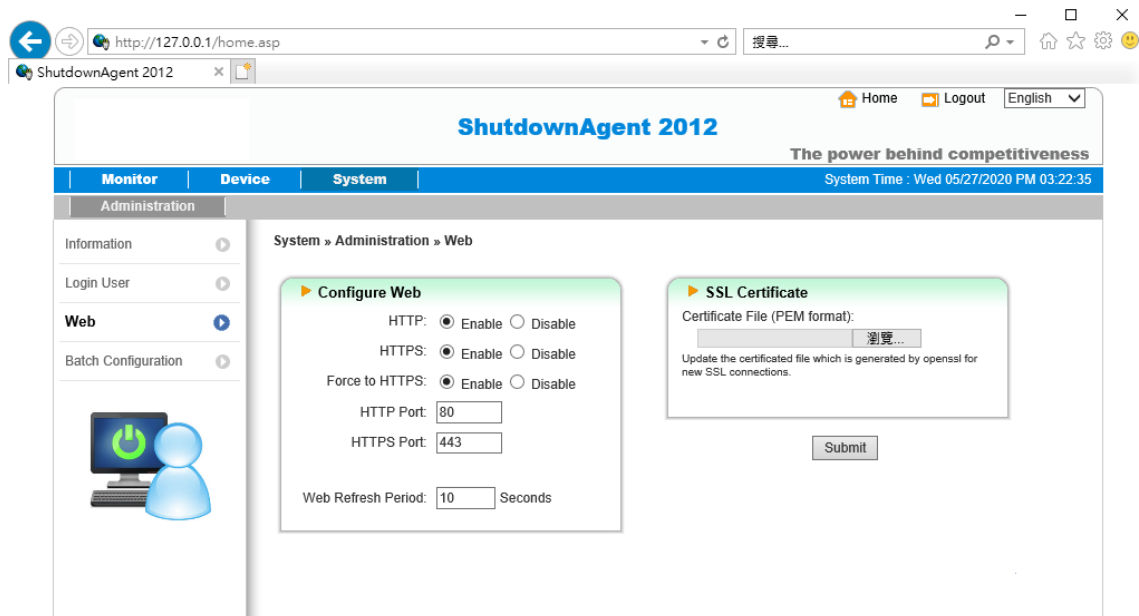 http://127.0.0.1/home.asp
搜尋...
ShutdownAgent 2012
Home Logout English
ShutdownAgent 2012
The power behind competitiveness
Monitor Device System
System Time : Wed 05/27/2020 PM 03:22:35
Administration
Information
Login User
Web
Batch Configuration
System » Administration » Web
Configure Web
HTTP: Enable Disable
HTTPS: Enable Disable
Force to HTTPS: Enable Disable
HTTP Port: 80
HTTPS Port: 443
Web Refresh Period: 10 Seconds
SSL Certificate
Certificate File (PEM format):
瀏覽...
Update the certificated file which is generated by openssl for
new SSL connections.
Submit